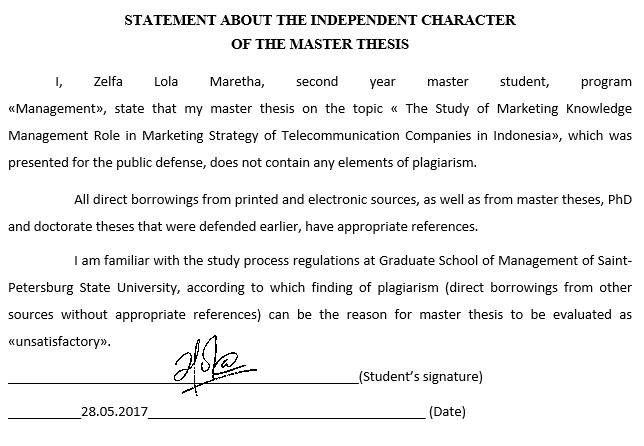 STATEMENT ABOUT THE INDEPENDENT CHARACTER
OF THE MASTER THESIS
I, Zelfa Lola Maretha, second year master student, program
«Management», state that my master thesis on the topic « The Study of Marketing Knowledge
Management Role in Marketing Strategy of Telecommunication Companies in Indonesia», which was
presented for the public defense, does not contain any elements of plagiarism.
All direct borrowings from printed and electronic sources, as well as from master theses, PhD
and doctorate theses that were defended earlier, have appropriate references.
I am familiar with the study process regulations at Graduate School of Management of Saint-
Petersburg State University, according to which finding of plagiarism (direct borrowings from other
sources without appropriate references) can be the reason for master thesis to be evaluated as
«unsatisfactory».
(Student’s signature)
28.05.2017 (Date)